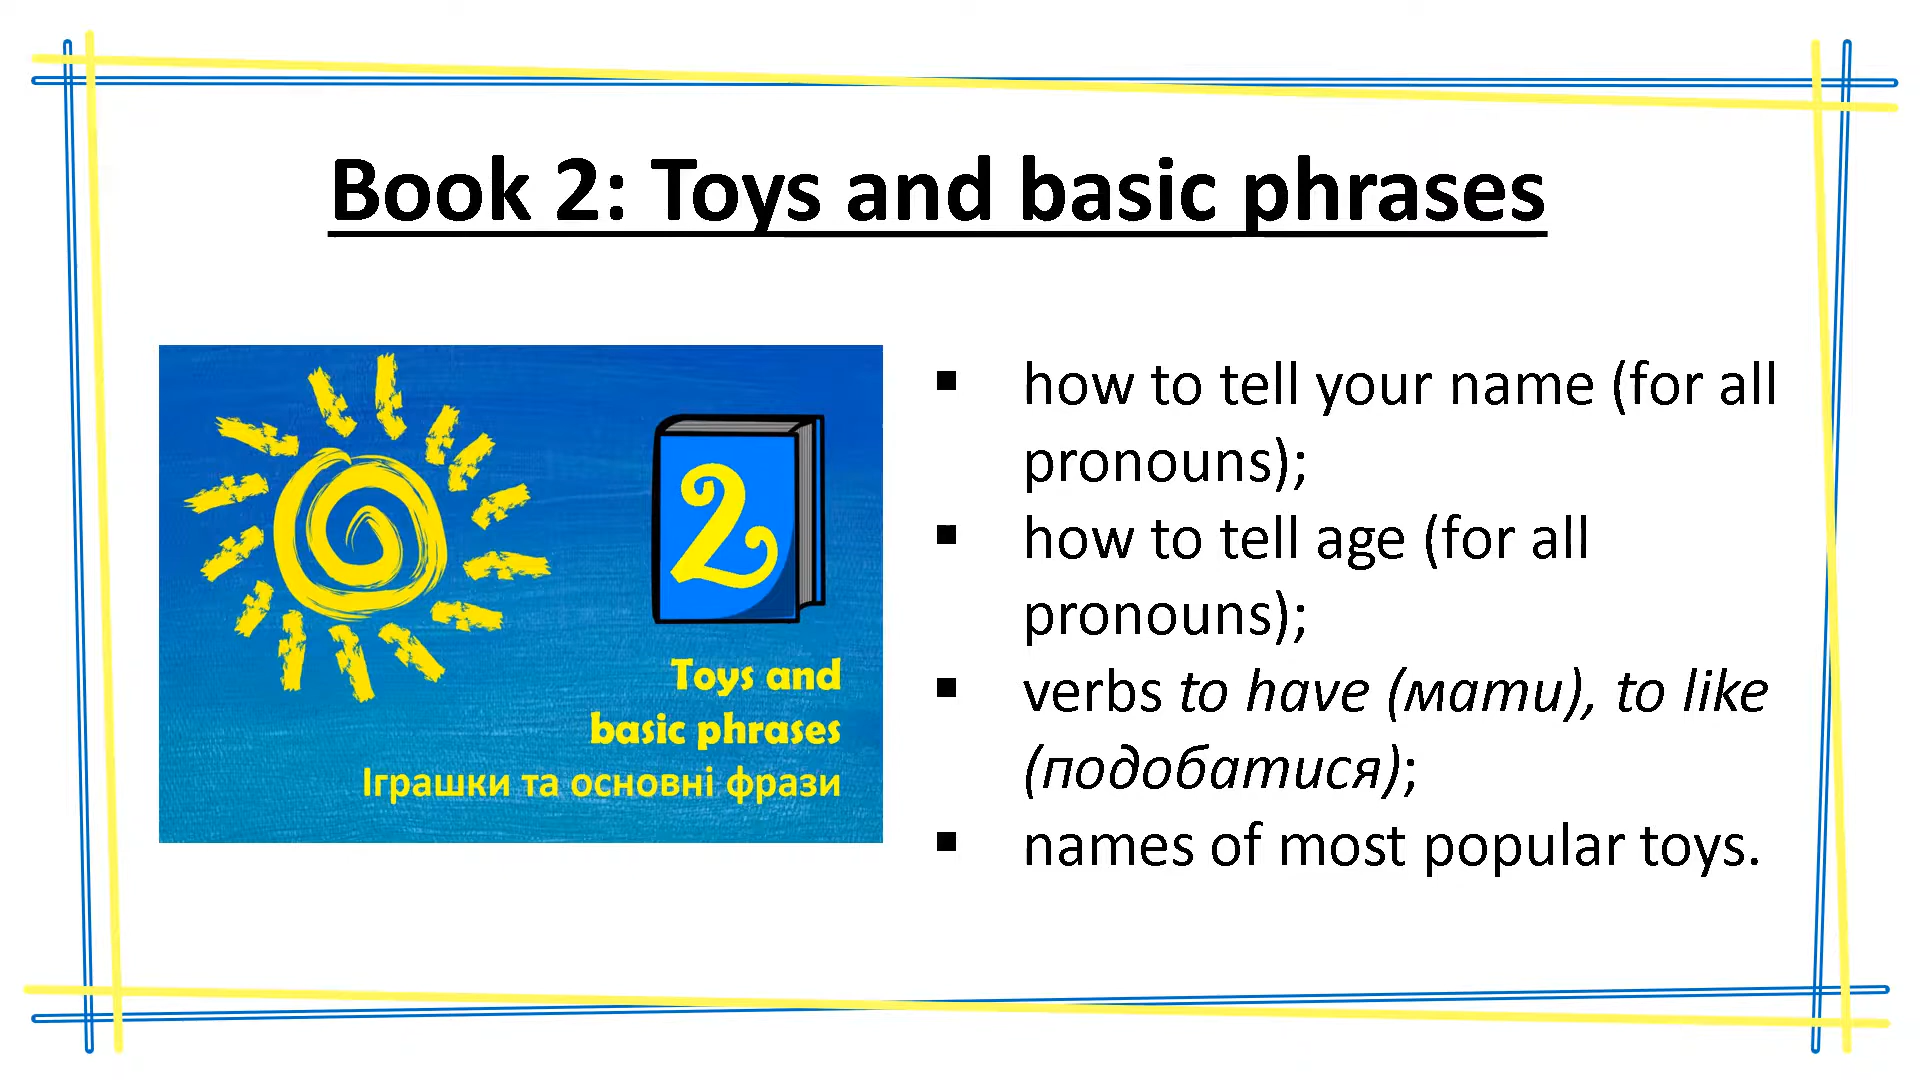 Book 2: Toys and basic phrases
2
Toys and
basic phrases
Іграшки та основні фрази
▪ how to tell your name (for all
pronouns);
▪ how to tell age (for all
pronouns);
▪ verbs to have (мати), to like
(подобатися);
▪ names of most popular toys.